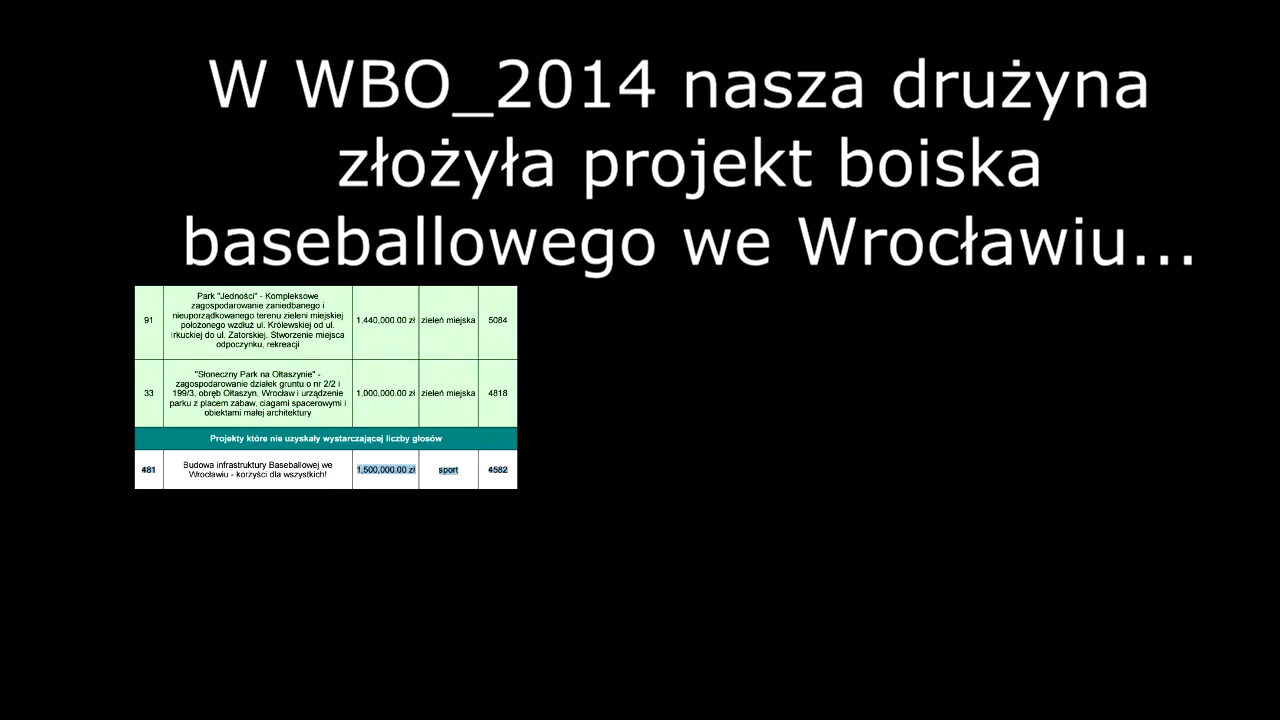 W WBO_2014 nasza drużyna
złożyła projekt boiska
baseballowego we Wrocławiu...
91
Park "Jedności" - Kompleksowe
zagospodarowanie zaniedbanego i
nieuporządkowanego terenu zieleni miejskiej
położonego wzdłuż ul. Królewskiej od ul.
Irkuckiej do ul. Zatorskiej. Stworzenie miejsca
odpoczynku, rekreacji
1,440,000.00 zł
zieleń miejska
5084
33
"Słoneczny Park na Ołtaszynie" -
zagospodarowanie działek gruntu o nr 2/2 i
199/3, obręb Ołtaszyn, Wrocław i urządzenie
parku z placem zabaw, ciągami spacerowymi i
obiektami małej architektury
1,000,000.00 zł
zieleń miejska
4818
Projekty które nie uzyskały wystarczającej liczby głosów
481
Budowa infrastruktury Baseballowej we
Wrocławiu - korzyści dla wszystkich!
1,500,000.00 zł
sport
4582